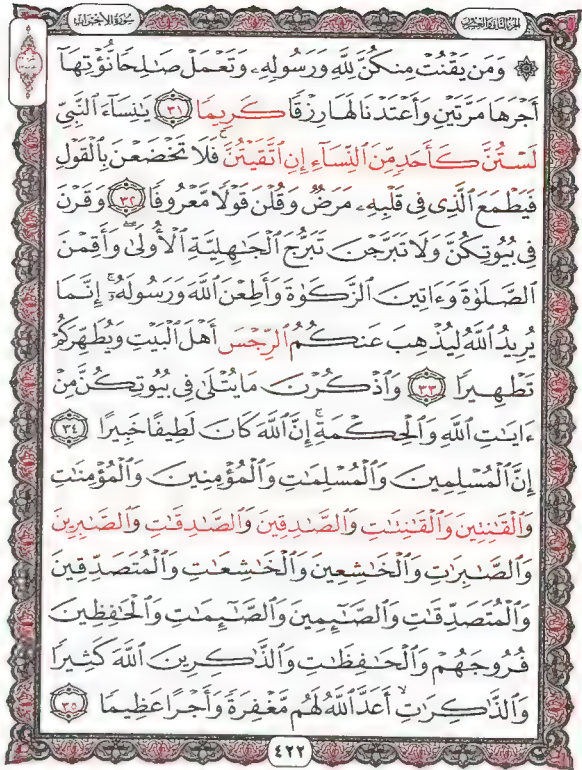 الجزء الثاني والعشرون
سورة الأحزاب
۞ وَمَن يَقْنُتْ مِنكُنَّ لِلَّهِ وَرَسُولِهِۦ وَتَعْمَلْ صَٰلِحًا نُّؤْتِهَآ
أَجْرَهَا مَرَّتَيْنِ وَأَعْتَدْنَا لَهَا رِزْقًا كَرِيمًا ٣١ يَٰنِسَآءَ ٱلنَّبِيِّ
لَسْتُنَّ كَأَحَدٍ مِّنَ ٱلنِّسَآءِ إِنِ ٱتَّقَيْتُنَّ ۚ فَلَا تَخْضَعْنَ بِٱلْقَوْلِ
فَيَطْمَعَ ٱلَّذِى فِى قَلْبِهِۦ مَرَضٌ وَقُلْنَ قَوْلًا مَّعْرُوفًا ٣٢ وَقَرْنَ
فِى بُيُوتِكُنَّ وَلَا تَبَرَّجْنَ تَبَرُّجَ ٱلْجَٰهِلِيَّةِ ٱلْأُولَىٰ ۖ وَأَقِمْنَ
ٱلصَّلَوٰةَ وَءَاتِينَ ٱلزَّكَوٰةَ وَأَطِعْنَ ٱللَّهَ وَرَسُولَهُۥٓ ۚ إِنَّمَا
يُرِيدُ ٱللَّهُ لِيُذْهِبَ عَنكُمُ ٱلرِّجْسَ أَهْلَ ٱلْبَيْتِ وَيُطَهِّرَكُمْ
تَطْهِيرًا ٣٣ وَٱذْكُرْنَ مَا يُتْلَىٰ فِى بُيُوتِكُنَّ مِنْ
ءَايَٰتِ ٱللَّهِ وَٱلْحِكْمَةِ ۚ إِنَّ ٱللَّهَ كَانَ لَطِيفًا خَبِيرًا ٣٤
إِنَّ ٱلْمُسْلِمِينَ وَٱلْمُسْلِمَٰتِ وَٱلْمُؤْمِنِينَ وَٱلْمُؤْمِنَٰتِ
وَٱلْقَٰنِتِينَ وَٱلْقَٰنِتَٰتِ وَٱلصَّٰدِقِينَ وَٱلصَّٰدِقَٰتِ وَٱلصَّٰبِرِينَ
وَٱلصَّٰبِرَٰتِ وَٱلْخَٰشِعِينَ وَٱلْخَٰشِعَٰتِ وَٱلْمُتَصَدِّقِينَ
وَٱلْمُتَصَدِّقَٰتِ وَٱلصَّٰٓئِمِينَ وَٱلصَّٰٓئِمَٰتِ وَٱلْحَٰفِظِينَ
فُرُوجَهُمْ وَٱلْحَٰفِظَٰتِ وَٱلذَّٰكِرِينَ ٱللَّهَ كَثِيرًا
وَٱلذَّٰكِرَٰتِ أَعَدَّ ٱللَّهُ لَهُم مَّغْفِرَةً وَأَجْرًا عَظِيمًا ٣٥
٤٢٢